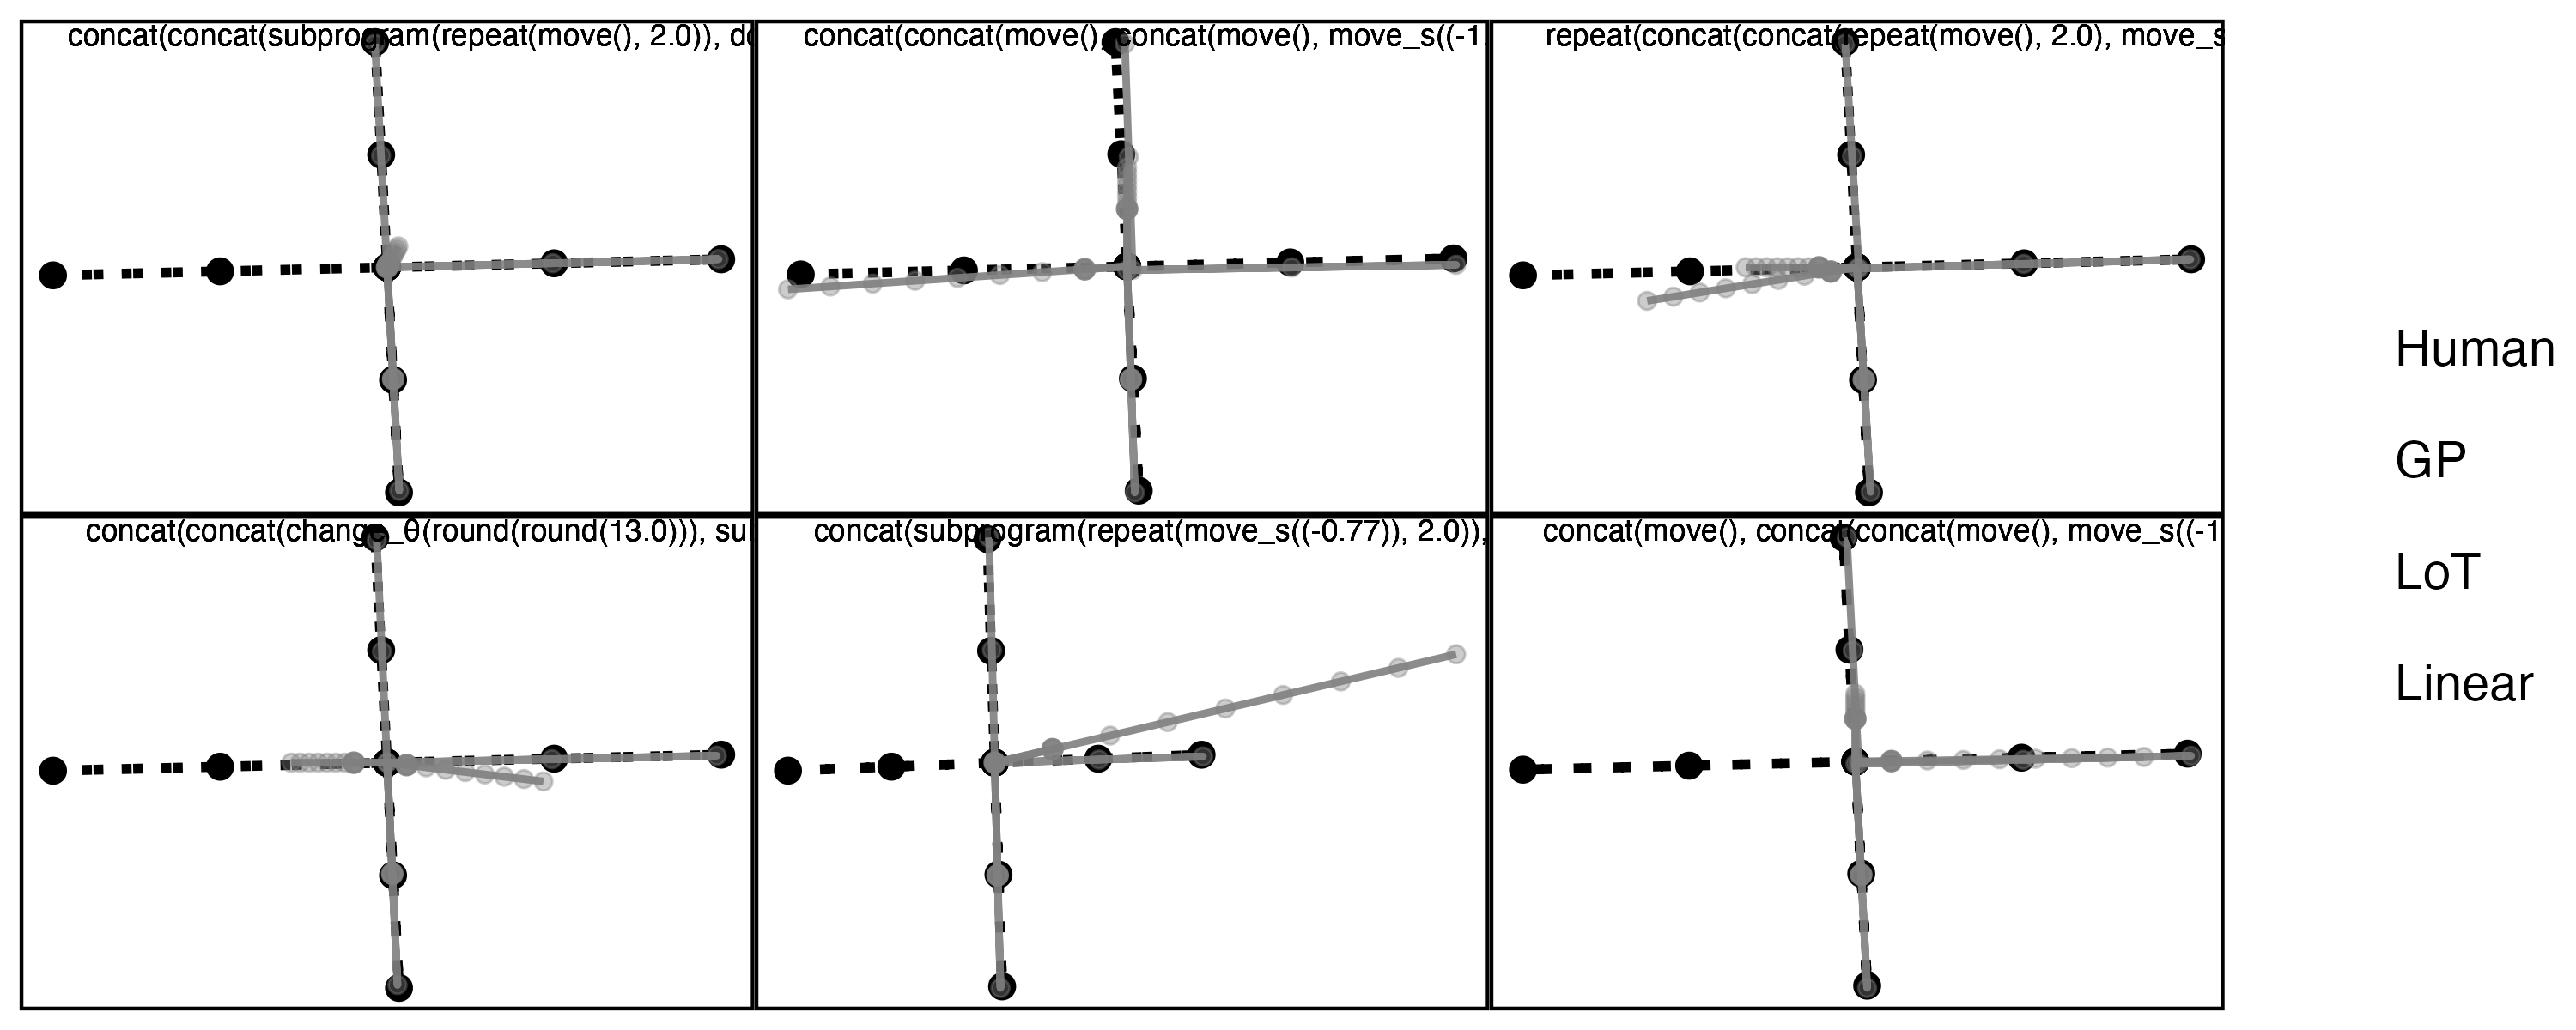 concat(concat(subprogram(repeat(move(), 2.0)), do
concat(concat(move(), concat(move(), move_s((-1.
repeat(concat(concat(repeat(move(), 2.0), move_s
concat(concat(change_θ(round(round(13.0))), sul
concat(subprogram(repeat(move_s((-0.77)), 2.0)),
concat(move(), concat(concat(move(), move_s((-1
Human
GP
LoT
Linear